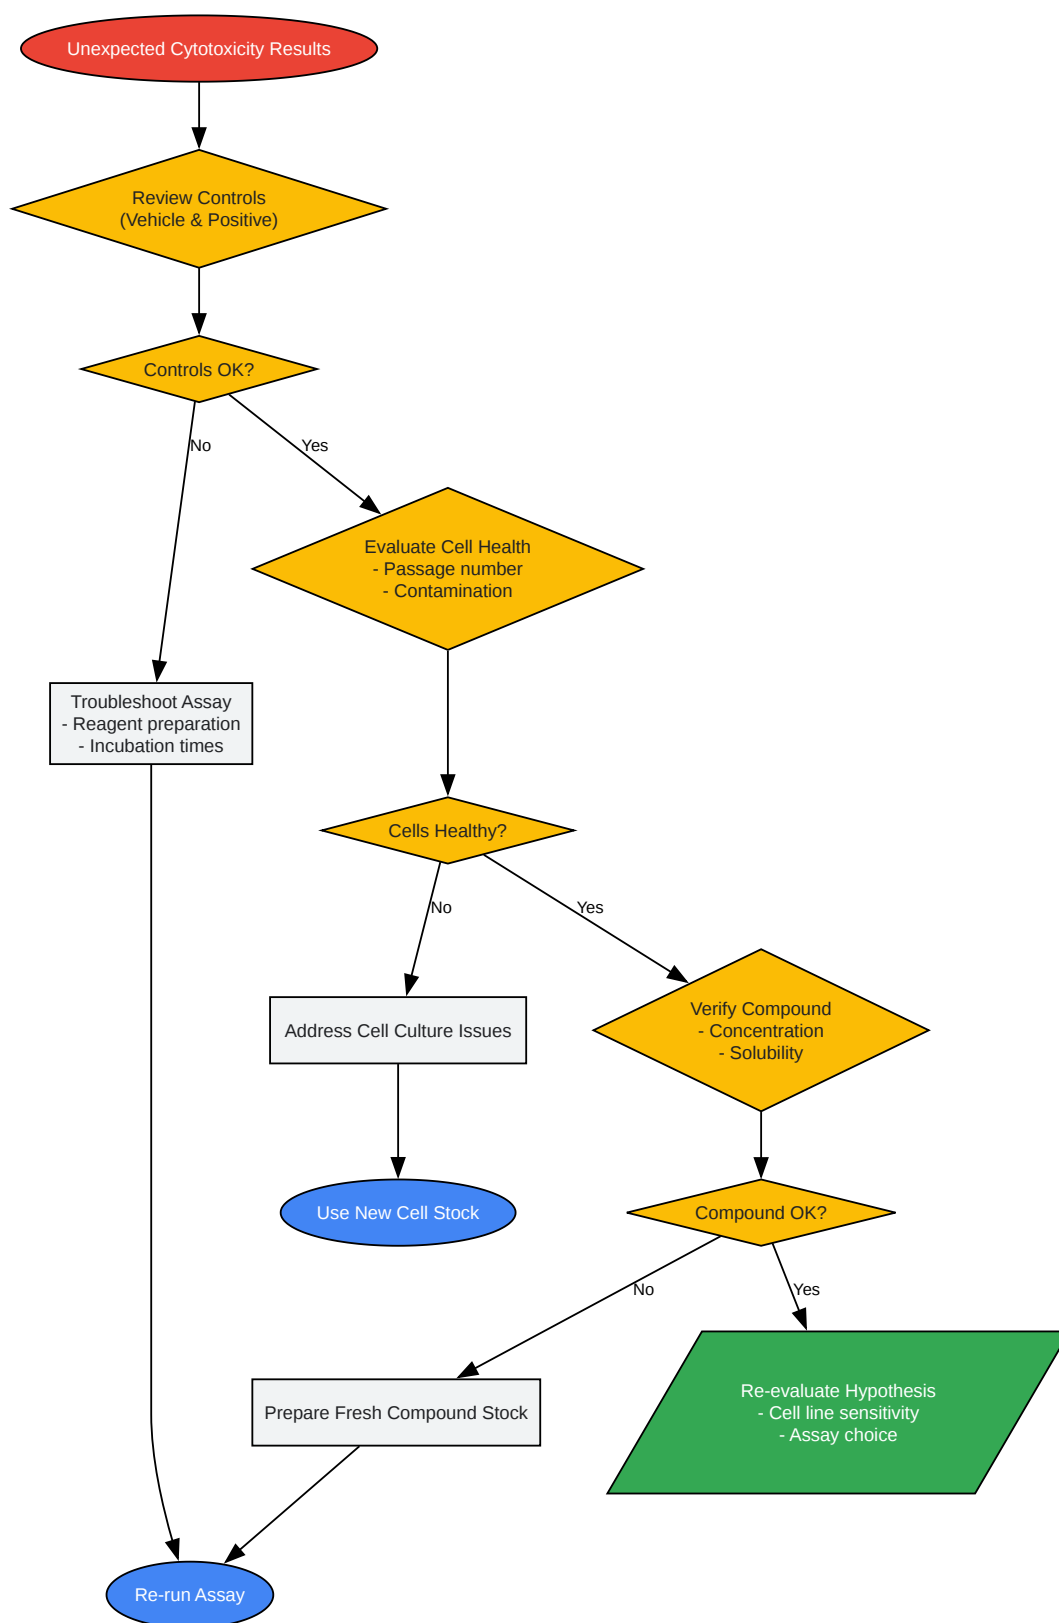 Unexpected Cytotoxicity Results
Review Controls
(Vehicle & Positive)
Controls OK?
No
Yes
Evaluate Cell Health
- Passage number
- Contamination
Troubleshoot Assay
- Reagent preparation
- Incubation times
Cells Healthy?
No
Yes
Address Cell Culture Issues
Verify Compound
- Concentration
- Solubility
Use New Cell Stock
Compound OK?
No
Yes
Prepare Fresh Compound Stock
Re-evaluate Hypothesis
- Cell line sensitivity
- Assay choice
Re-run Assay